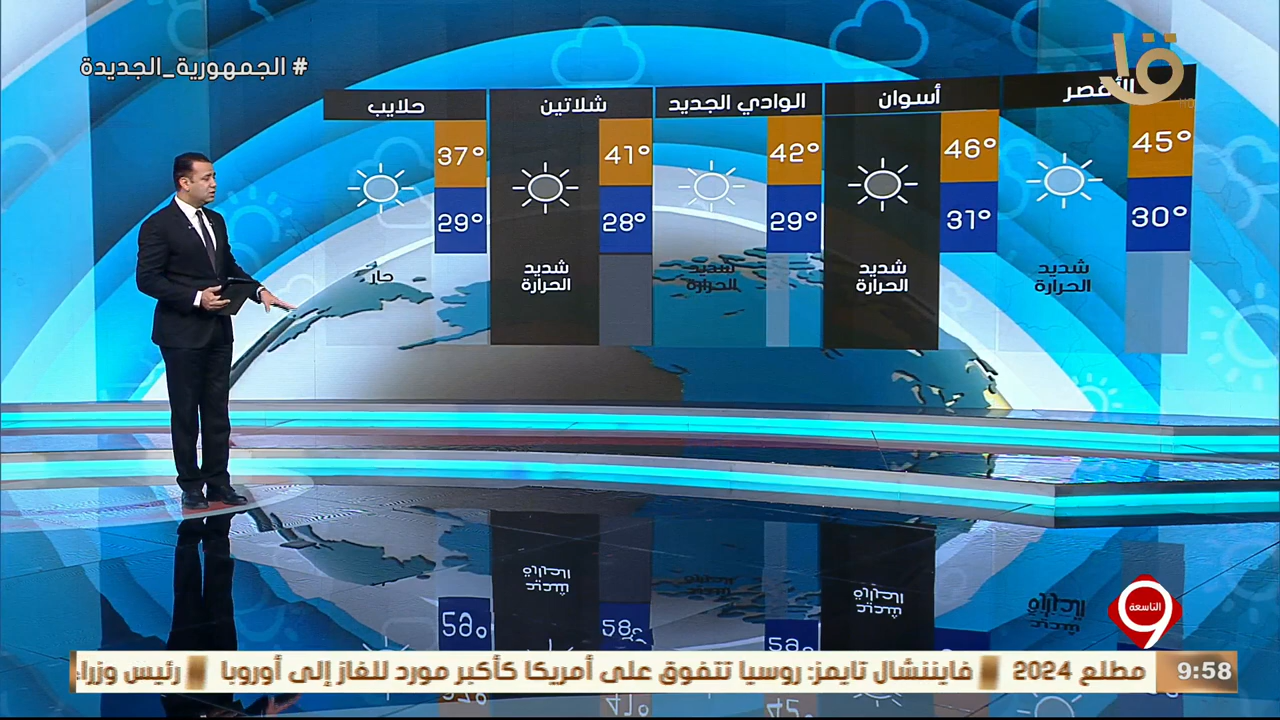 # الجمهورية_الجديدة
الأقصر
45°
30°
شديد
الحرارة
أسوان
46°
31°
شديد
الحرارة
الوادي الجديد
42°
29°
شديد
الحرارة
شلاتين
41°
28°
شديد
الحرارة
حلايب
37°
29°
حار
التاسعة
9
9:58
مطلع 2024
فايننشال تايمز: روسيا تتفوق على أمريكا كأكبر مورد للغاز إلى أوروبا
رئيس